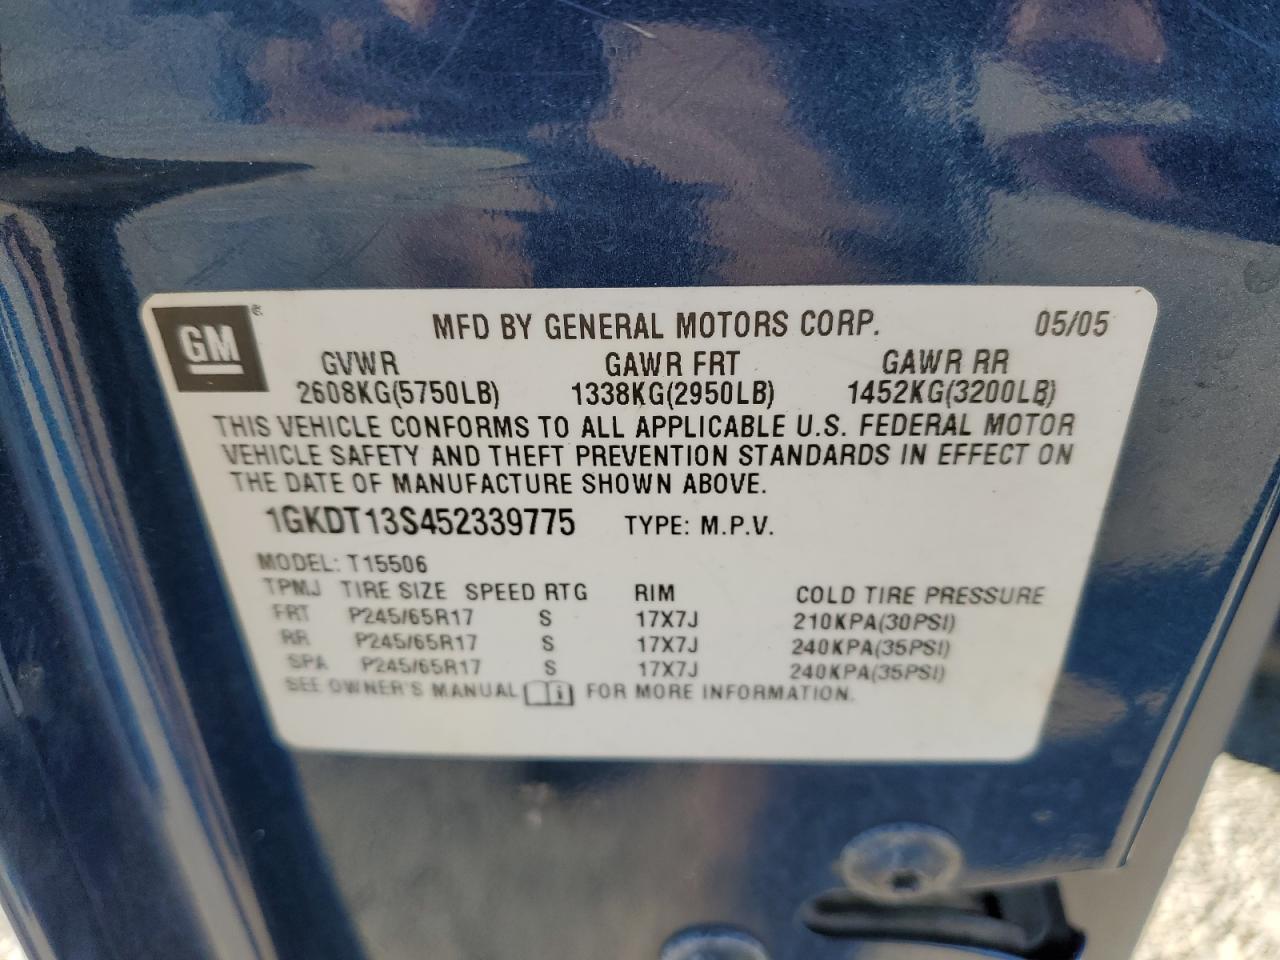 GM®
MFD BY GENERAL MOTORS CORP. 05/05
GVWR GAWR FRT GAWR RR
2608KG(5750LB) 1338KG(2950LB) 1452KG(3200LB)
THIS VEHICLE CONFORMS TO ALL APPLICABLE U.S. FEDERAL MOTOR
VEHICLE SAFETY AND THEFT PREVENTION STANDARDS IN EFFECT ON
THE DATE OF MANUFACTURE SHOWN ABOVE.
1GKDT13S452339775 TYPE: M.P.V.
MODEL: T15506
TPMJ TIRE SIZE SPEED RTG RIM COLD TIRE PRESSURE
FRT P245/65R17 S 17X7J 210KPA(30PSI)
RR P245/65R17 S 17X7J 240KPA(35PSI)
SPA P245/65R17 S 17X7J 240KPA(35PSI)
SEE OWNER'S MANUAL i FOR MORE INFORMATION.